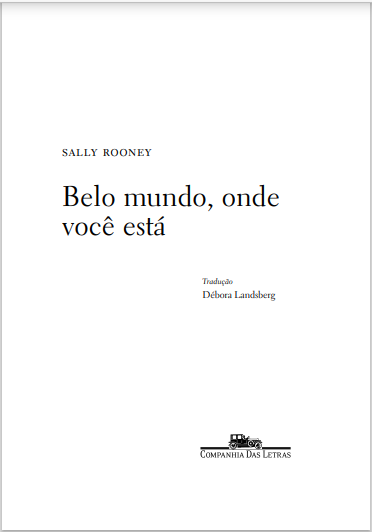 SALLY ROONEY
Belo mundo, onde
você está
Tradução
Débora Landsberg
COMPANHIA DAS LETRAS